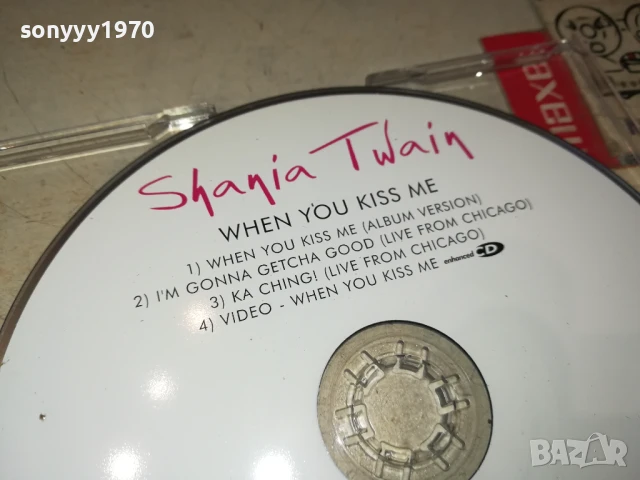 sonyyy1970
Shania Twain
WHEN YOU KISS ME
1) WHEN YOU KISS ME (ALBUM VERSION)
2) I'M GONNA GETCHA GOOD (LIVE FROM CHICAGO)
3) KA CHING! (LIVE FROM CHICAGO)
4) VIDEO - WHEN YOU KISS ME enhanced CD
BAZAR